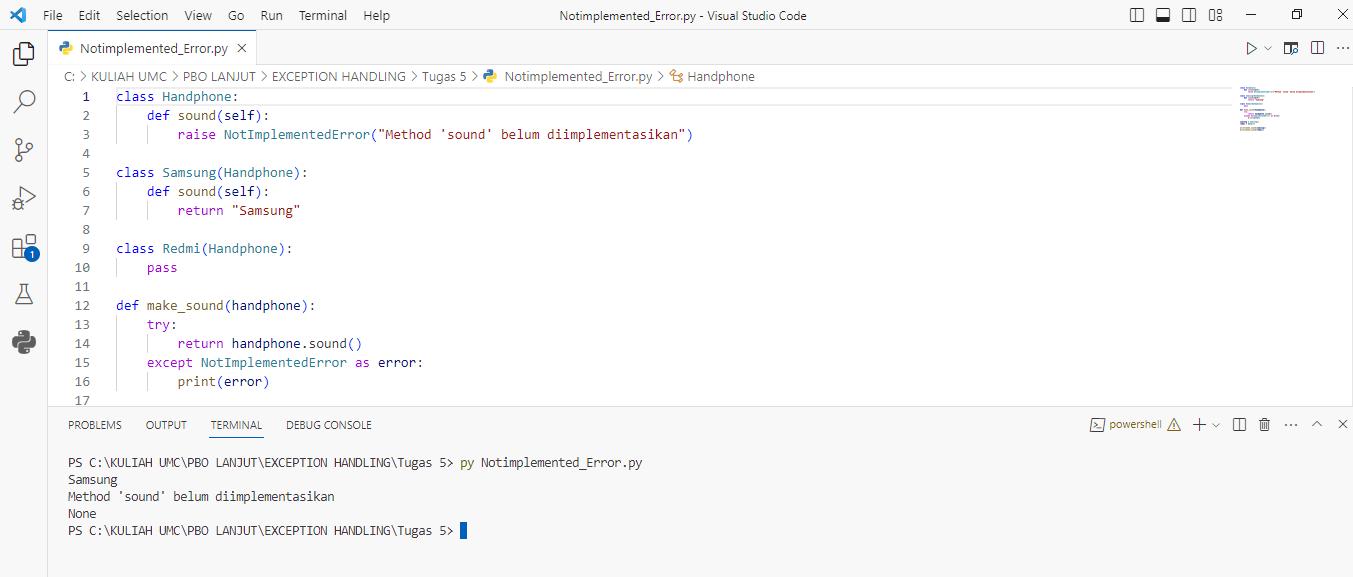 File Edit Selection View Go Run Terminal Help Notimplemented_Error.py - Visual Studio Code
Notimplemented_Error.py
C: > KULIAH UMC > PBO LANJUT > EXCEPTION HANDLING > Tugas 5 > Notimplemented_Error.py > Handphone
1 class Handphone:
2     def sound(self):
3         raise NotImplementedError("Method 'sound' belum diimplementasikan")
4
5 class Samsung(Handphone):
6     def sound(self):
7         return "Samsung"
8
9 class Redmi(Handphone):
10     pass
11
12 def make_sound(handphone):
13     try:
14         return handphone.sound()
15     except NotImplementedError as error:
16         print(error)
17
1
PROBLEMS OUTPUT TERMINAL DEBUG CONSOLE powershell
PS C:\KULIAH UMC\PBO LANJUT\EXCEPTION HANDLING\Tugas 5> py Notimplemented_Error.py
Samsung
Method 'sound' belum diimplementasikan
None
PS C:\KULIAH UMC\PBO LANJUT\EXCEPTION HANDLING\Tugas 5>